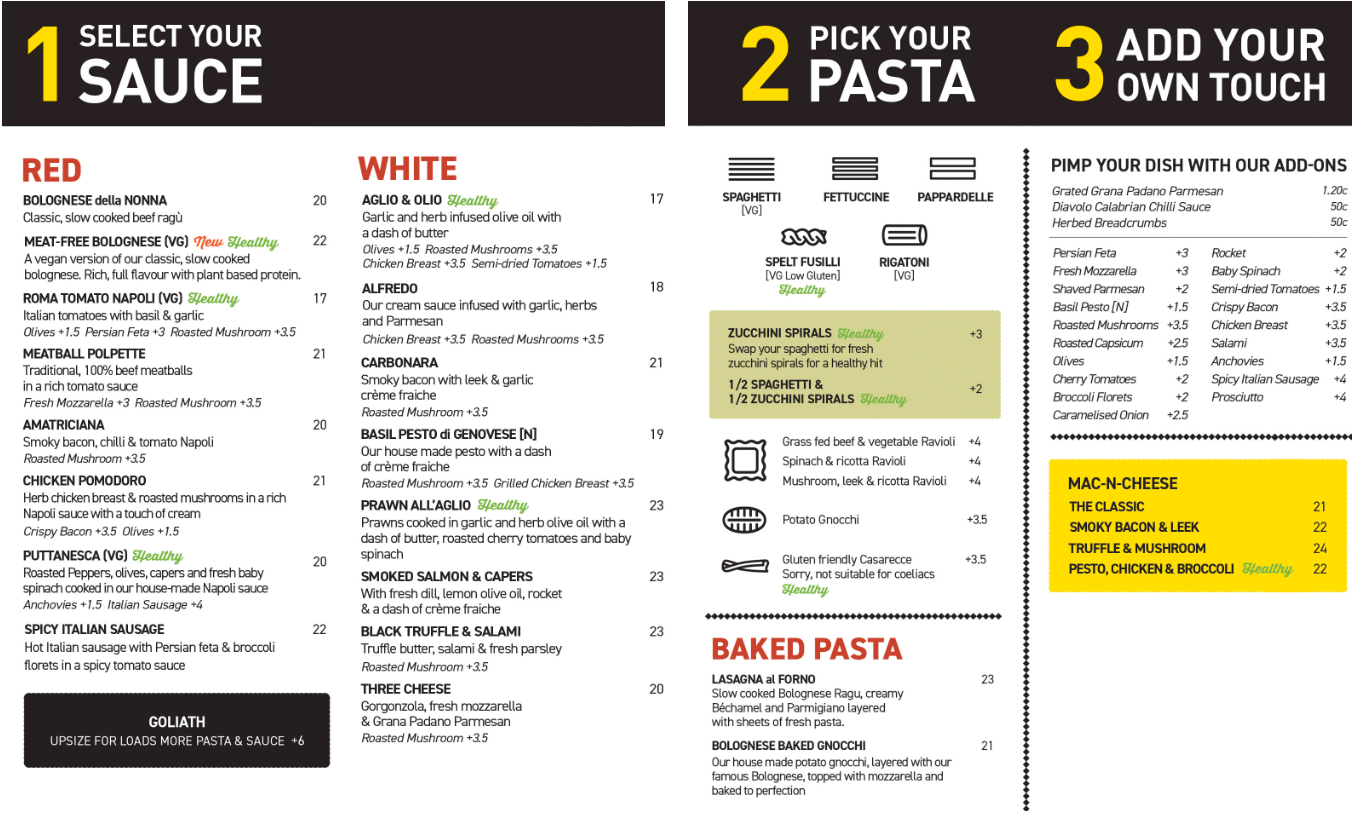 1 SELECT YOUR
SAUCE
RED
BOLOGNESE della NONNA 20
Classic, slow cooked beef ragù
MEAT-FREE BOLOGNESE (VG) New Healthy 22
A vegan version of our classic, slow cooked
bolognese. Rich, full flavour with plant based protein.
ROMA TOMATO NAPOLI (VG) Healthy 17
Italian tomatoes with basil & garlic
Olives +1.5 Persian Feta +3 Roasted Mushroom +3.5
MEATBALL POLPETTE 21
Traditional, 100% beef meatballs
in a rich tomato sauce
Fresh Mozzarella +3 Roasted Mushroom +3.5
AMATRICIANA 20
Smoky bacon, chilli & tomato Napoli
Roasted Mushroom +3.5
CHICKEN POMODORO 21
Herb chicken breast & roasted mushrooms in a rich
Napoli sauce with a touch of cream
Crispy Bacon +3.5 Olives +1.5
PUTTANESCA (VG) Healthy 20
Roasted Peppers, olives, capers and fresh baby
spinach cooked in our house-made Napoli sauce
Anchovies +1.5 Italian Sausage +4
SPICY ITALIAN SAUSAGE 22
Hot Italian sausage with Persian feta & broccoli
florets in a spicy tomato sauce
GOLIATH
UPSIZE FOR LOADS MORE PASTA & SAUCE +6
WHITE
AGLIO & OLIO Healthy 17
Garlic and herb infused olive oil with
a dash of butter
Olives +1.5 Roasted Mushrooms +3.5
Chicken Breast +3.5 Semi-dried Tomatoes +1.5
ALFREDO 18
Our cream sauce infused with garlic, herbs
and Parmesan
Chicken Breast +3.5 Roasted Mushrooms +3.5
CARBONARA 21
Smoky bacon with leek & garlic
crème fraiche
Roasted Mushroom +3.5
BASIL PESTO di GENOVESE [N] 19
Our house made pesto with a dash
of crème fraiche
Roasted Mushroom +3.5 Grilled Chicken Breast +3.5
PRAWN ALL'AGLIO Healthy 23
Prawns cooked in garlic and herb olive oil with a
dash of butter, roasted cherry tomatoes and baby
spinach
SMOKED SALMON & CAPERS 23
With fresh dill, lemon olive oil, rocket
& a dash of crème fraiche
BLACK TRUFFLE & SALAMI 23
Truffle butter, salami & fresh parsley
Roasted Mushroom +3.5
THREE CHEESE 20
Gorgonzola, fresh mozzarella
& Grana Padano Parmesan
Roasted Mushroom +3.5
2 PICK YOUR
PASTA
SPAGHETTI
[VG]
FETTUCCINE
PAPPARDELLE
SPELT FUSILLI
[VG Low Gluten]
Healthy
RIGATONI
[VG]
ZUCCHINI SPIRALS Healthy +3
Swap your spaghetti for fresh
zucchini spirals for a healthy hit
1/2 SPAGHETTI &
1/2 ZUCCHINI SPIRALS Healthy +2
Grass fed beef & vegetable Ravioli +4
Spinach & ricotta Ravioli +4
Mushroom, leek & ricotta Ravioli +4
Potato Gnocchi +3.5
Gluten friendly Casarecce +3.5
Sorry, not suitable for coeliacs
Healthy
BAKED PASTA
LASAGNA al FORNO 23
Slow cooked Bolognese Ragu, creamy
Béchamel and Parmigiano layered
with sheets of fresh pasta.
BOLOGNESE BAKED GNOCCHI 21
Our house made potato gnocchi, layered with our
famous Bolognese, topped with mozzarella and
baked to perfection
3 ADD YOUR
OWN TOUCH
PIMP YOUR DISH WITH OUR ADD-ONS
Grated Grana Padano Parmesan 1.20c
Diavolo Calabrian Chilli Sauce 50c
Herbed Breadcrumbs 50c
Persian Feta +3
Fresh Mozzarella +3
Shaved Parmesan +2
Basil Pesto [N] +1.5
Roasted Mushrooms +3.5
Roasted Capsicum +2.5
Olives +1.5
Cherry Tomatoes +2
Broccoli Florets +2
Caramelised Onion +2.5
Rocket +2
Baby Spinach +2
Semi-dried Tomatoes +1.5
Crispy Bacon +3.5
Chicken Breast +3.5
Salami +3.5
Anchovies +1.5
Spicy Italian Sausage +4
Prosciutto +4
MAC-N-CHEESE
THE CLASSIC 21
SMOKY BACON & LEEK 22
TRUFFLE & MUSHROOM 24
PESTO, CHICKEN & BROCCOLI Healthy 22